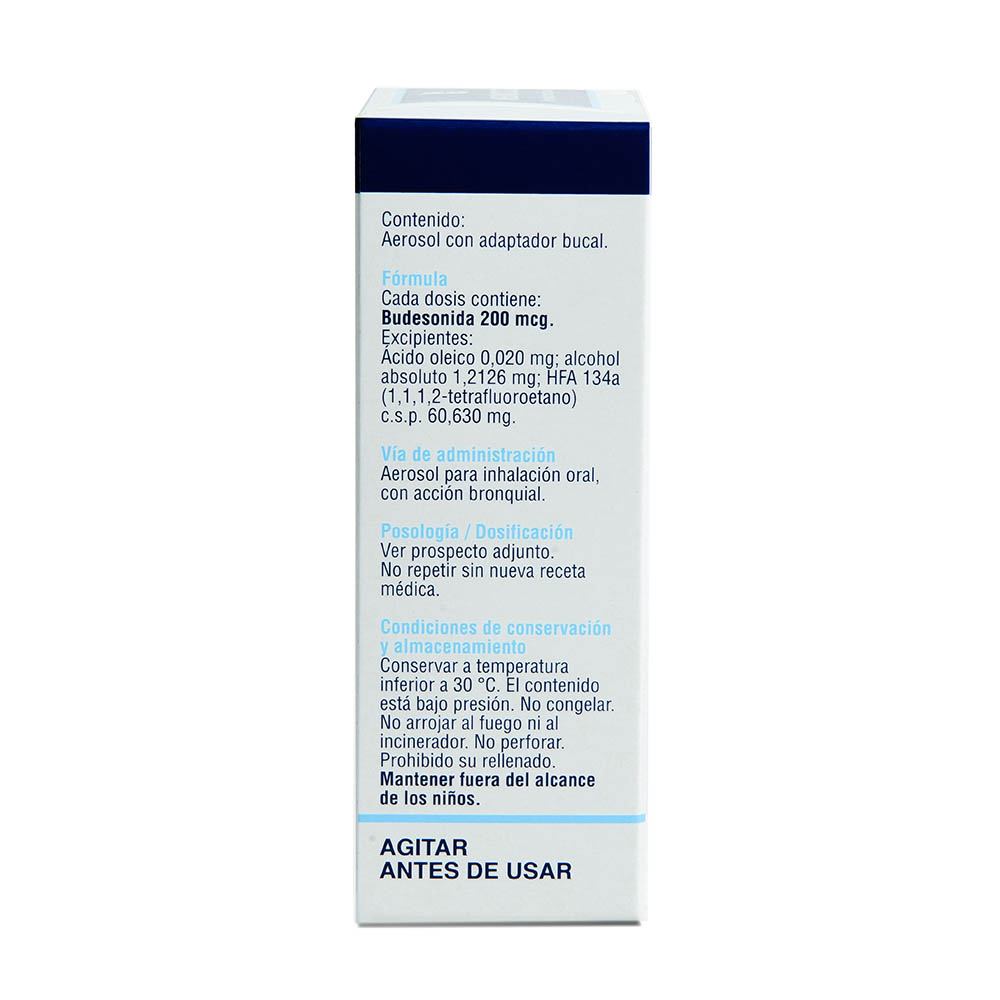 Contenido:
Aerosol con adaptador bucal.
Fórmula
Cada dosis contiene:
Budesonida 200 mcg.
Excipientes:
Ácido oleico 0,020 mg; alcohol
absoluto 1,2126 mg; HFA 134a
(1,1,1,2-tetrafluoroetano)
c.s.p. 60,630 mg.
Vía de administración
Aerosol para inhalación oral,
con acción bronquial.
Posología / Dosificación
Ver prospecto adjunto.
No repetir sin nueva receta
médica.
Condiciones de conservación
y almacenamiento
Conservar a temperatura
inferior a 30 °C. El contenido
está bajo presión. No congelar.
No arrojar al fuego ni al
incinerador. No perforar.
Prohibido su rellenado.
Mantener fuera del alcance
de los niños.
AGITAR
ANTES DE USAR